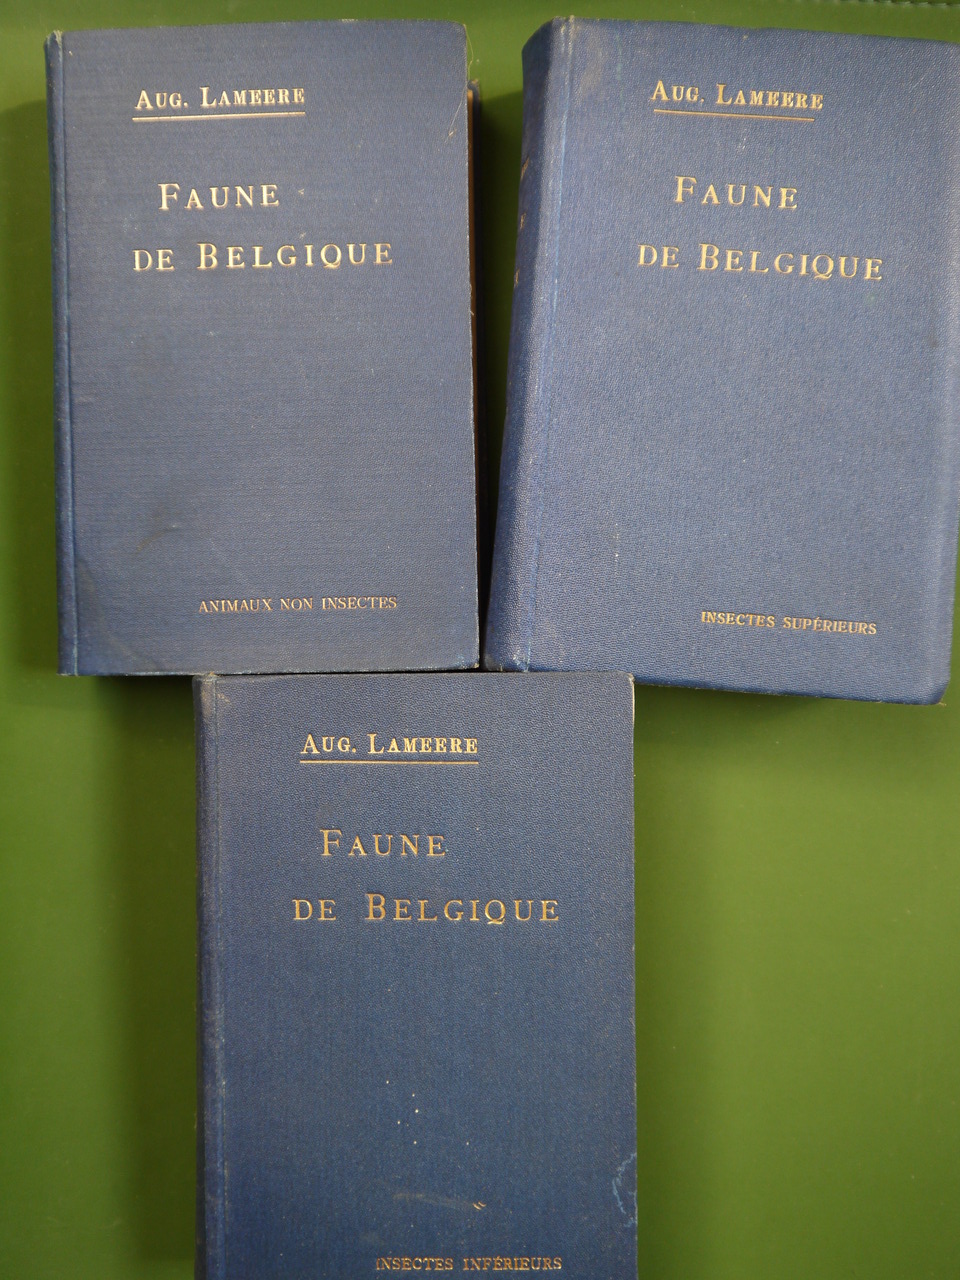 Aug. Lameere
Faune
de Belgique
ANIMAUX NON INSECTES
Aug. Lameere
Faune
de Belgique
INSECTES SUPÉRIEURS
Aug. Lameere
Faune
de Belgique
INSECTES INFÉRIEURS